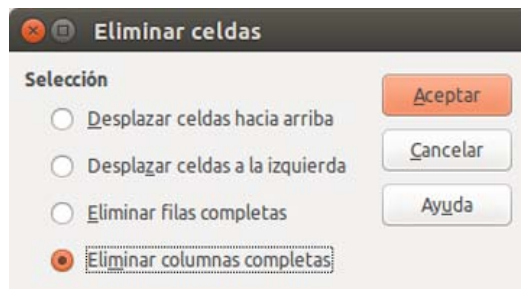 Eliminar celdas
Selección
Desplazar celdas hacia arriba
Desplazar celdas a la izquierda
Eliminar filas completas
Eliminar columnas completas
Aceptar
Cancelar
Ayuda